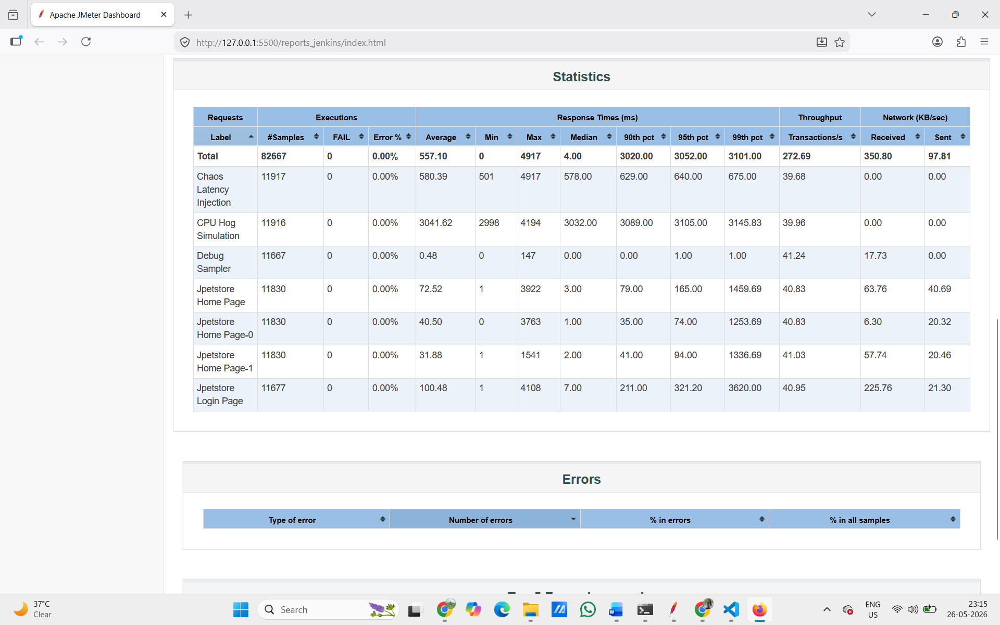 Apache JMeter Dashboard
http://127.0.0.1:5500/reports_jenkins/index.html
Statistics
Requests Executions Response Times (ms) Throughput Network (KB/sec)
Label #Samples FAIL Error % Average Min Max Median 90th pct 95th pct 99th pct Transactions/s Received Sent
Total 82667 0 0.00% 557.10 0 4917 4.00 3020.00 3052.00 3101.00 272.69 350.80 97.81
Chaos 11917 0 0.00% 580.39 501 4917 578.00 629.00 640.00 675.00 39.68 0.00 0.00
Latency
Injection
CPU Hog 11916 0 0.00% 3041.62 2998 4194 3032.00 3089.00 3105.00 3145.83 39.96 0.00 0.00
Simulation
Debug 11667 0 0.00% 0.48 0 147 0.00 0.00 1.00 1.00 41.24 17.73 0.00
Sampler
Jpetstore 11830 0 0.00% 72.52 1 3922 3.00 79.00 165.00 1459.69 40.83 63.76 40.69
Home Page
Jpetstore 11830 0 0.00% 40.50 0 3763 1.00 35.00 74.00 1253.69 40.83 6.30 20.32
Home Page-0
Jpetstore 11830 0 0.00% 31.88 1 1541 2.00 41.00 94.00 1336.69 41.03 57.74 20.46
Home Page-1
Jpetstore 11677 0 0.00% 100.48 1 4108 7.00 211.00 321.20 3620.00 40.95 225.76 21.30
Login Page
Errors
Type of error Number of errors % in errors % in all samples
37°C
Clear
Search
ENG
US
23:15
26-05-2026